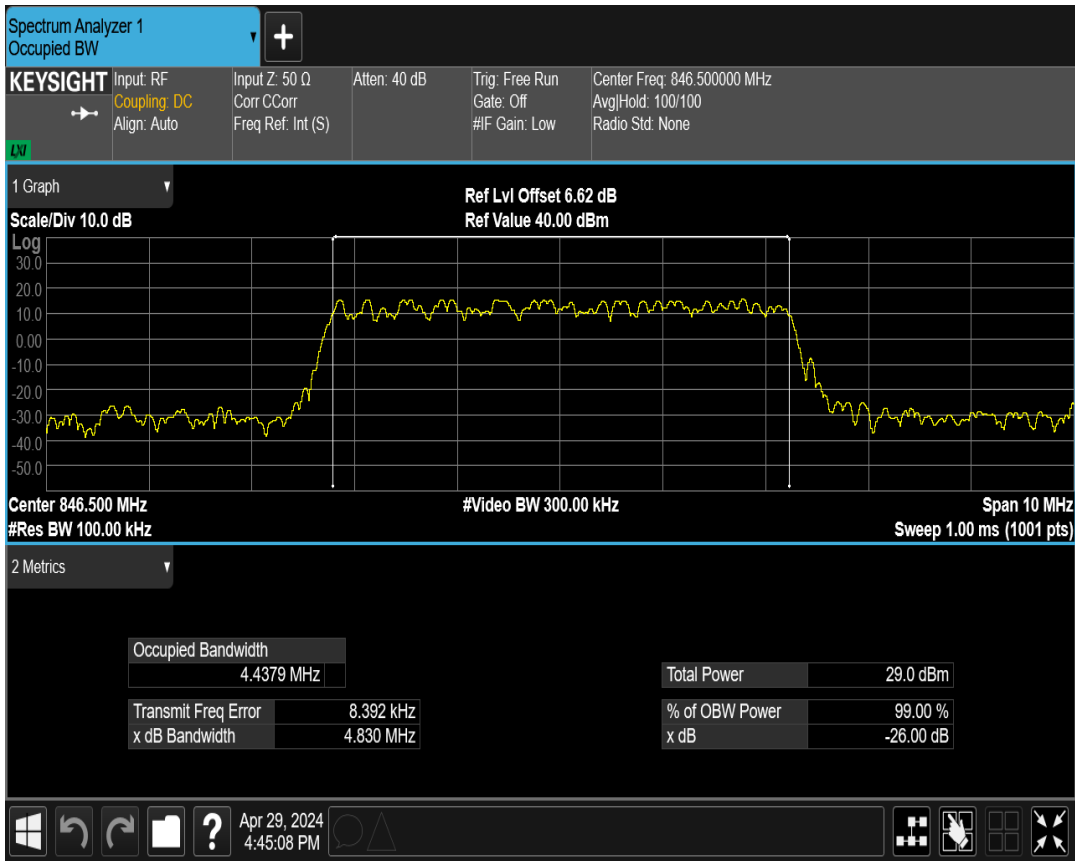 Spectrum Analyzer 1
Occupied BW
KEYSIGHT
LXI
Input: RF
Coupling: DC
Align: Auto
Input Z: 50 Ω
Corr CCorr
Freq Ref: Int (S)
Atten: 40 dB
Trig: Free Run
Gate: Off
#IF Gain: Low
Center Freq: 846.500000 MHz
Avg|Hold: 100/100
Radio Std: None
1 Graph
Scale/Div 10.0 dB
Ref Lvl Offset 6.62 dB
Ref Value 40.00 dBm
Log
30.0
20.0
10.0
0.00
-10.0
-20.0
-30.0
-40.0
-50.0
Center 846.500 MHz
#Video BW 300.00 kHz
Span 10 MHz
#Res BW 100.00 kHz
Sweep 1.00 ms (1001 pts)
2 Metrics
Occupied Bandwidth
4.4379 MHz
Total Power 29.0 dBm
Transmit Freq Error 8.392 kHz
% of OBW Power 99.00 %
x dB Bandwidth 4.830 MHz
x dB -26.00 dB
?
Apr 29, 2024
4:45:08 PM